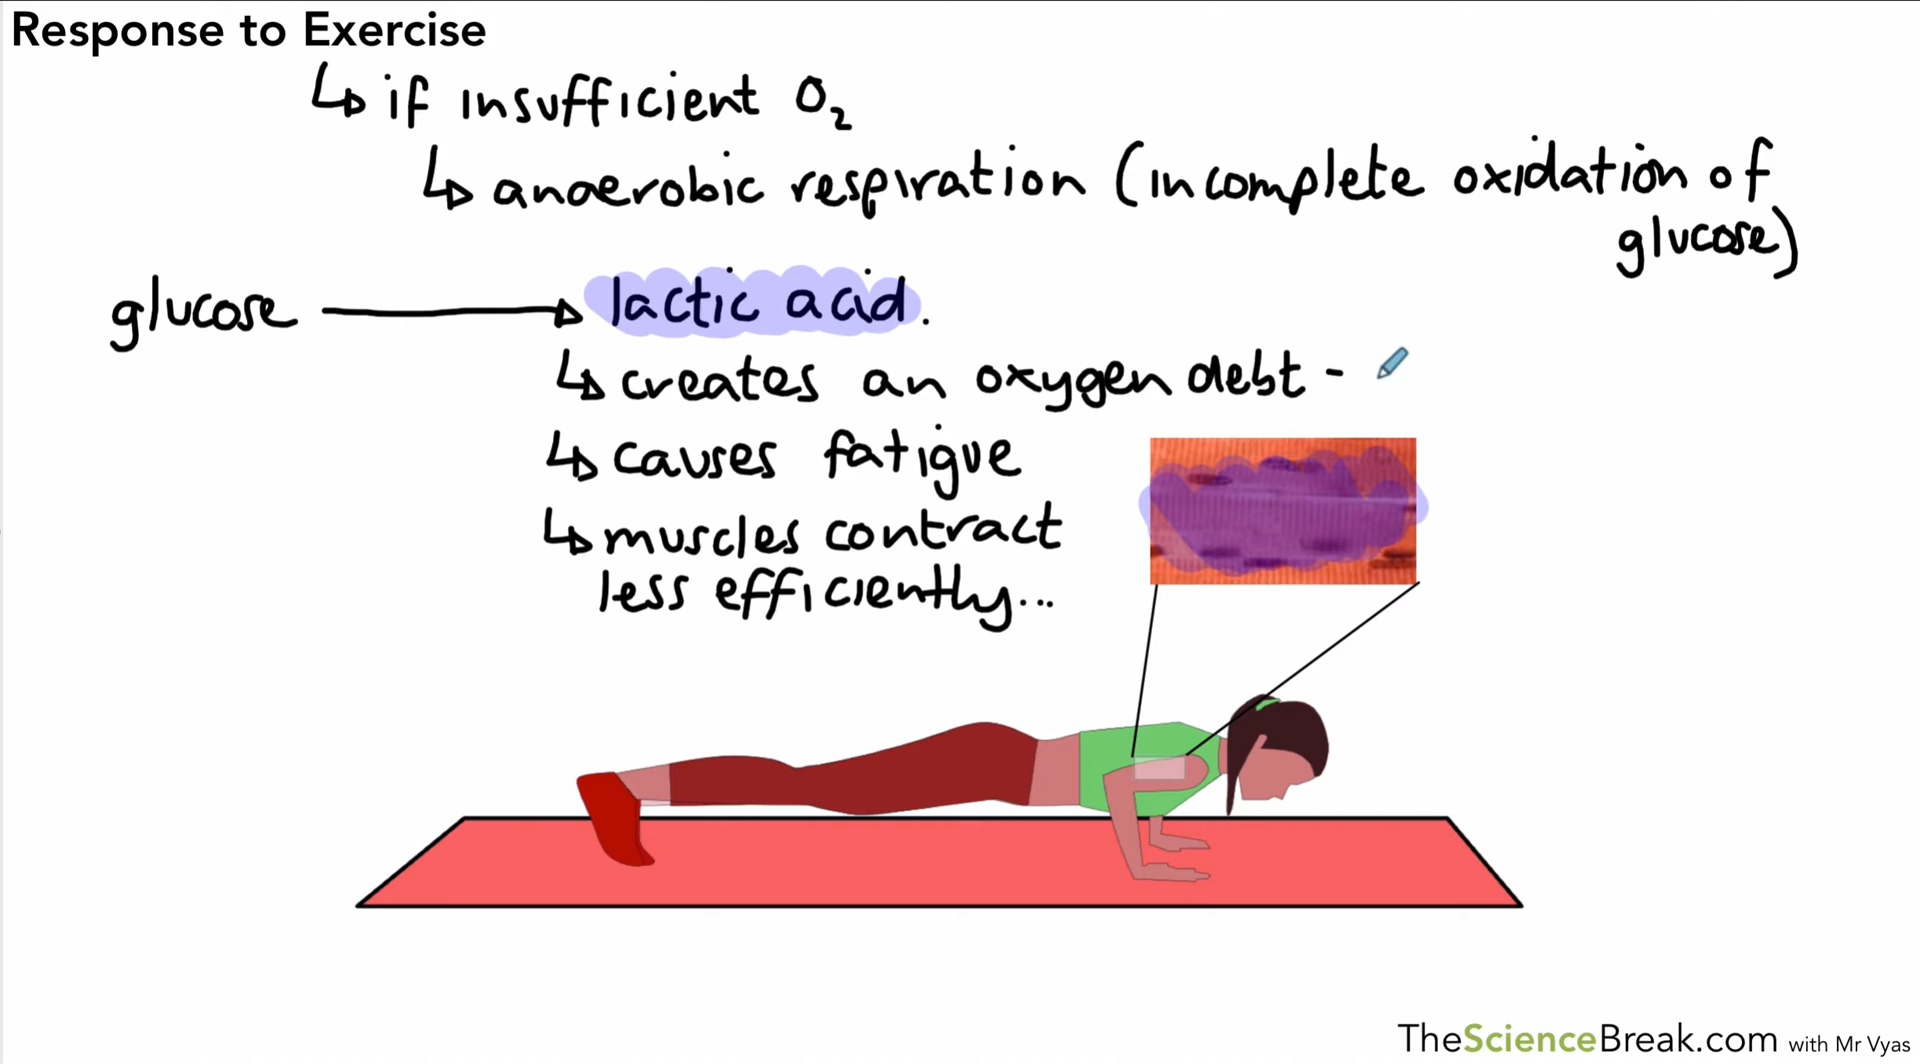 Response to Exercise
↳ if insufficient O₂
↳ anaerobic respiration (incomplete oxidation of
glucose)
glucose → lactic acid.
↳ creates an oxygen debt -
↳ causes fatigue
↳ muscles contract
less efficiently...
TheScienceBreak.com with Mr Vyas